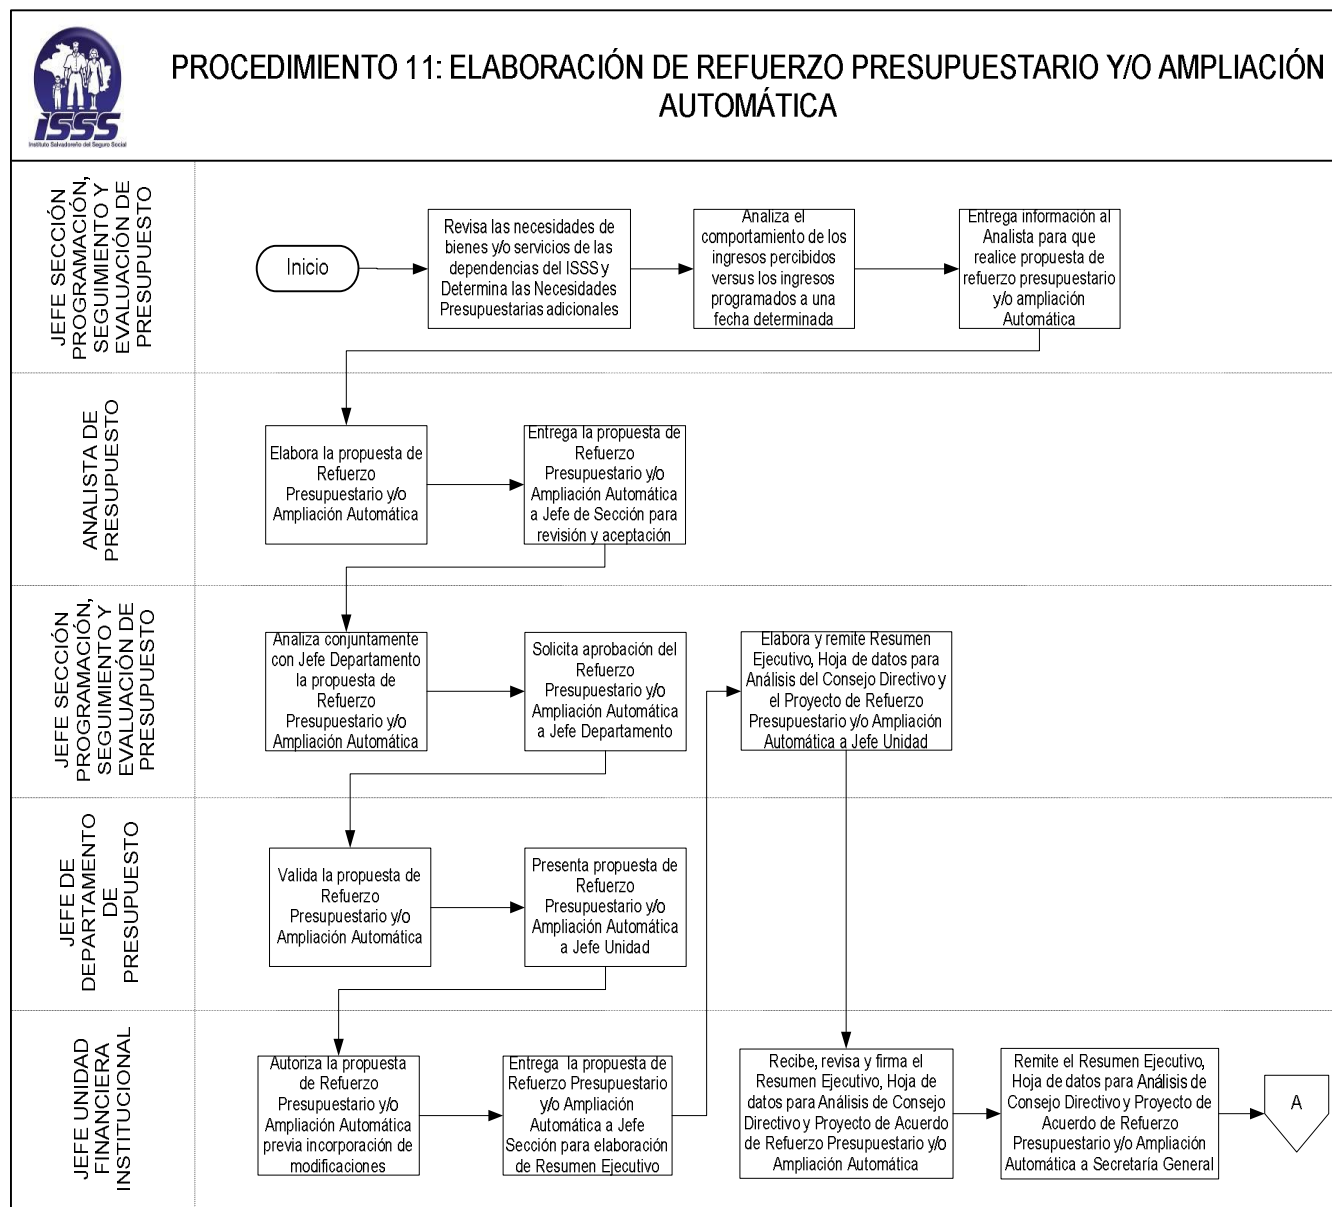 PROCEDIMIENTO 11: ELABORACIÓN DE REFUERZO PRESUPUESTARIO Y/O AMPLIACIÓN
AUTOMÁTICA
ISSS
Instituto Salvadoreño del Seguro Social
JEFE SECCIÓN
PROGRAMACIÓN,
SEGUIMIENTO Y
EVALUACIÓN DE
PRESUPUESTO
Inicio
Revisa las necesidades de
bienes y/o servicios de las
dependencias del ISSS y
Determina las Necesidades
Presupuestarias adicionales
Analiza el
comportamiento de los
ingresos percibidos
versus los ingresos
programados a una
fecha determinada
Entrega información al
Analista para que
realice propuesta de
refuerzo presupuestario
y/o ampliación
Automática
ANALISTA DE
PRESUPUESTO
Elabora la propuesta de
Refuerzo
Presupuestario y/o
Ampliación Automática
Entrega la propuesta de
Refuerzo
Presupuestario y/o
Ampliación Automática
a Jefe de Sección para
revisión y aceptación
JEFE SECCIÓN
PROGRAMACIÓN,
SEGUIMIENTO Y
EVALUACIÓN DE
PRESUPUESTO
Analiza conjuntamente
con Jefe Departamento
la propuesta de
Refuerzo
Presupuestario y/o
Ampliación Automática
Solicita aprobación del
Refuerzo
Presupuestario y/o
Ampliación Automática
a Jefe Departamento
Elabora y remite Resumen
Ejecutivo, Hoja de datos para
Análisis del Consejo Directivo y
el Proyecto de Refuerzo
Presupuestario y/o Ampliación
Automática a Jefe Unidad
JEFE DE
DEPARTAMENTO
DE
PRESUPUESTO
Valida la propuesta de
Refuerzo
Presupuestario y/o
Ampliación Automática
Presenta propuesta de
Refuerzo
Presupuestario y/o
Ampliación Automática
a Jefe Unidad
JEFE UNIDAD
FINANCIERA
INSTITUCIONAL
Autoriza la propuesta
de Refuerzo
Presupuestario y/o
Ampliación Automática
previa incorporación de
modificaciones
Entrega la propuesta de
Refuerzo Presupuestario
y/o Ampliación
Automática a Jefe
Sección para elaboración
de Resumen Ejecutivo
Recibe, revisa y firma el
Resumen Ejecutivo, Hoja de
datos para Análisis de Consejo
Directivo y Proyecto de Acuerdo
de Refuerzo Presupuestario y/o
Ampliación Automática
Remite el Resumen Ejecutivo,
Hoja de datos para Análisis de
Consejo Directivo y Proyecto de
Acuerdo de Refuerzo
Presupuestario y/o Ampliación
Automática a Secretaría General
A